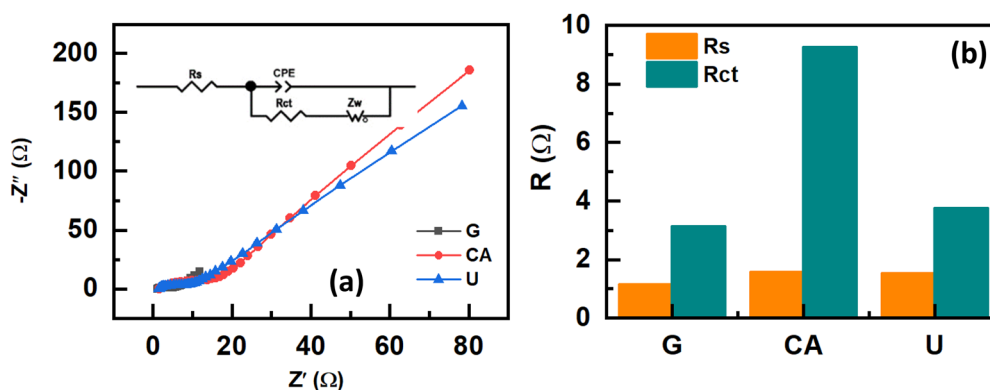 200
150
100
50
0
-Z″ (Ω)
Rs
CPE
Rct
Zw
G
CA
U
(a)
0 20 40 60 80
Z′ (Ω)
10
8
6
4
2
0
R (Ω)
Rs
Rct
(b)
G CA U